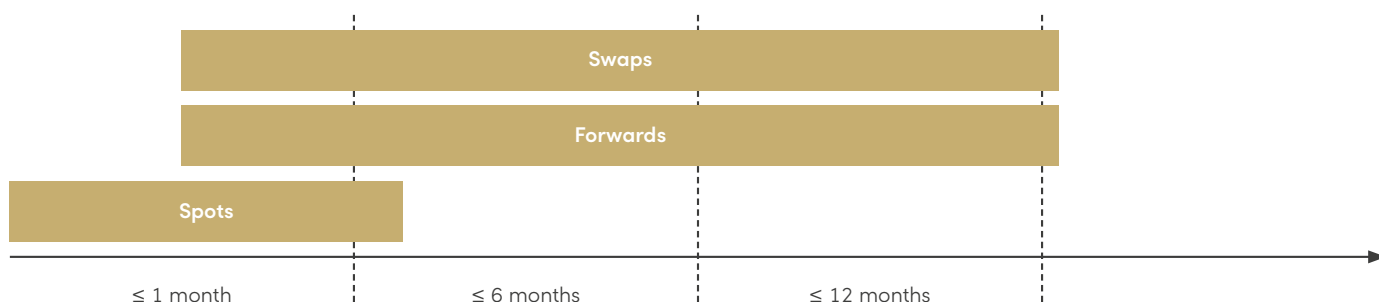 Swaps
Forwards
Spots
≤ 1 month
≤ 6 months
≤ 12 months